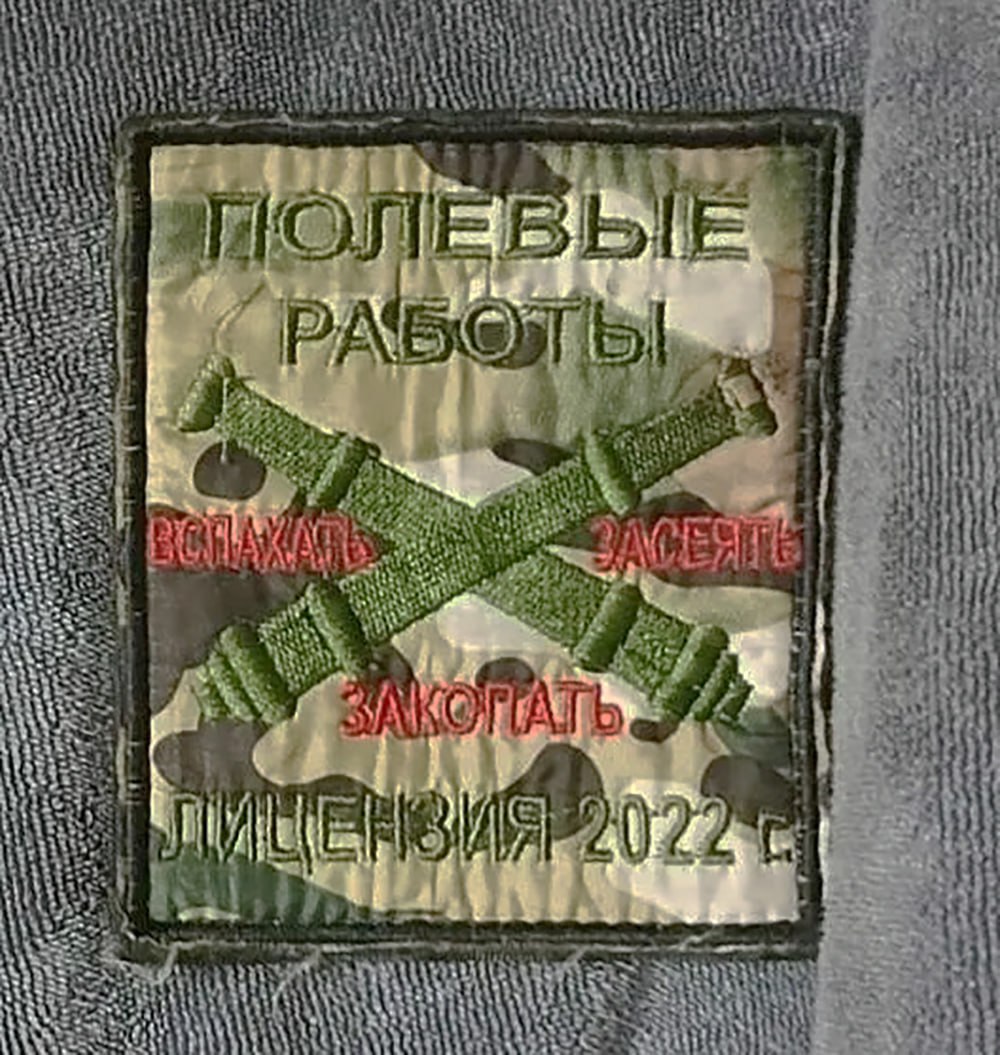 ПОЛЕВЫЕ
РАБОТЫ
ВСПАХАТЬ ЗАСЕЯТЬ
ЗАКОПАТЬ
ЛИЦЕНЗИЯ 2022 г.